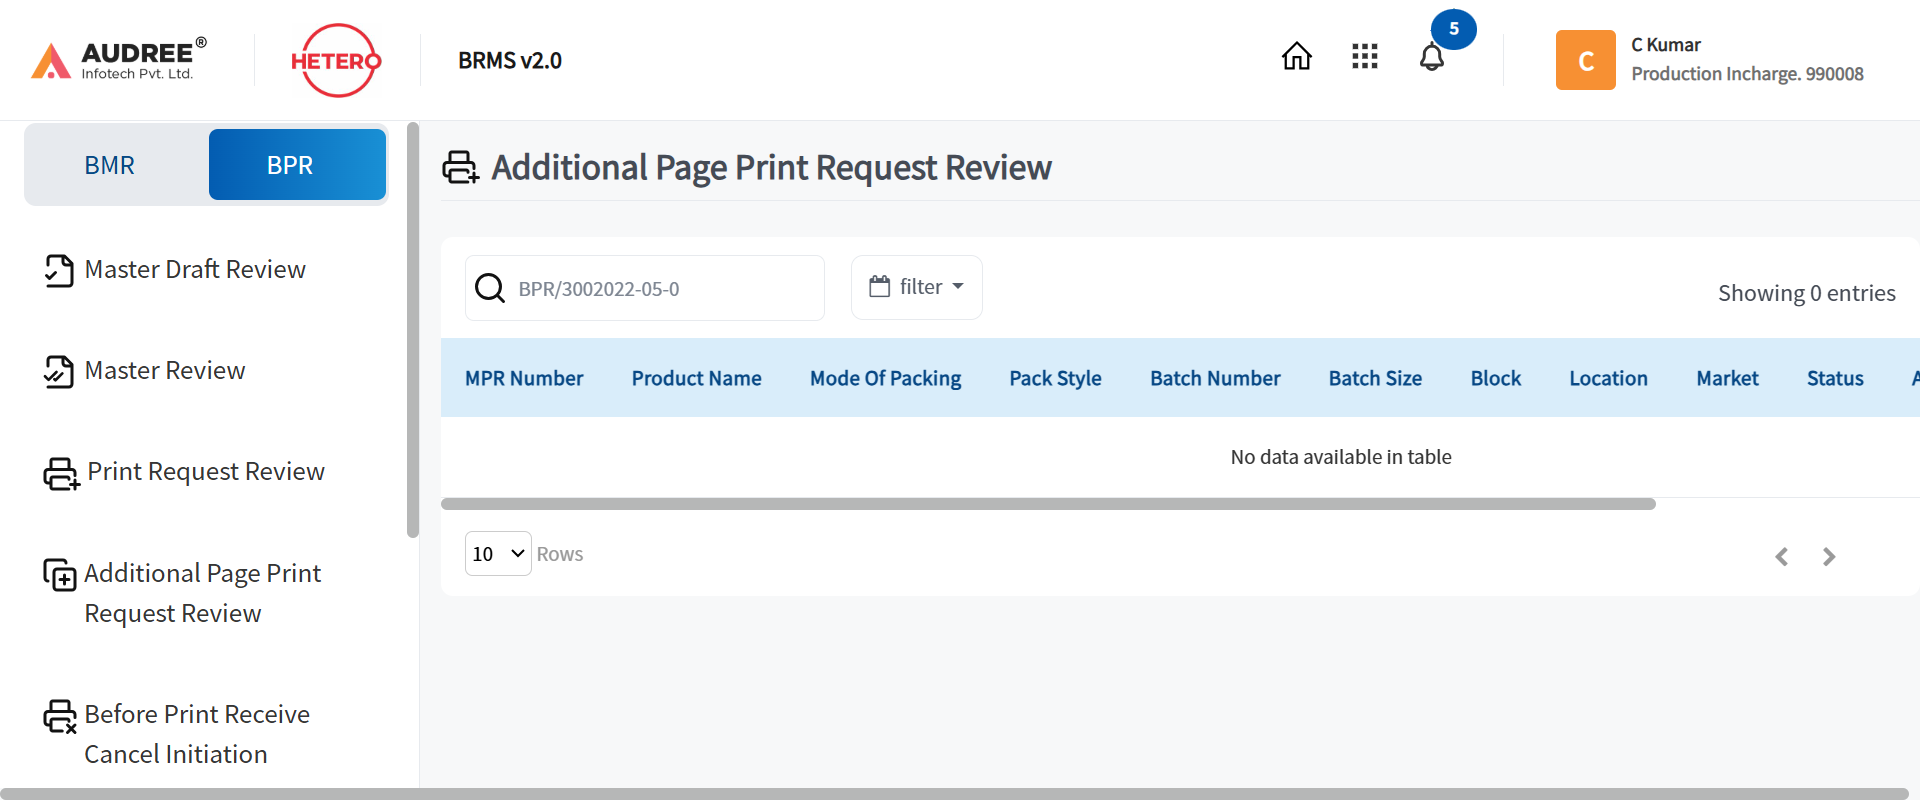 AUDREE®
Infotech Pvt. Ltd.
HETERO
BRMS v2.0
5
C
C Kumar
Production Incharge. 990008
BMR
BPR
Master Draft Review
Master Review
Print Request Review
Additional Page Print
Request Review
Before Print Receive
Cancel Initiation
Additional Page Print Request Review
BPR/3002022-05-0
filter
Showing 0 entries
MPR Number Product Name Mode Of Packing Pack Style Batch Number Batch Size Block Location Market Status
No data available in table
10 Rows